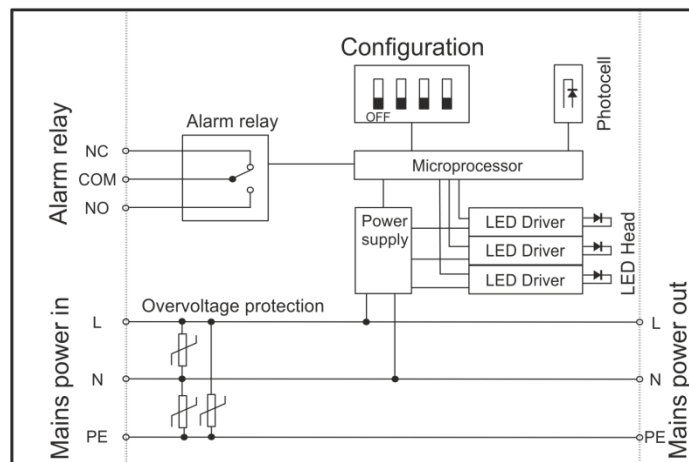 Configuration
OFF
Photocell
Alarm relay
Alarm relay
NC
COM
NO
Microprocessor
Power
supply
LED Driver
LED Driver
LED Driver
LED Head
Mains power in
Overvoltage protection
L
N
PE
L
N
PE
Mains power out